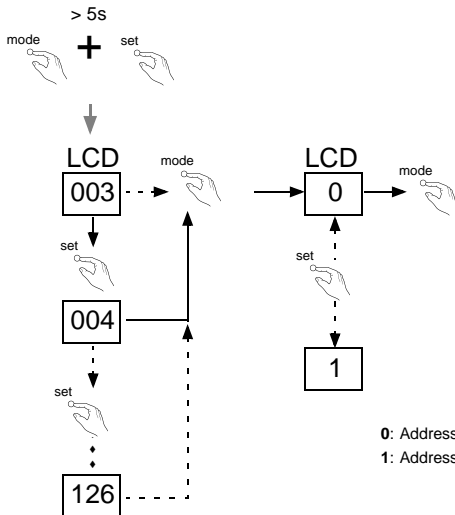 > 5s
mode + set
LCD
003
mode
set
004
set
126
LCD
0
mode
set
1
0: Address
1: Address